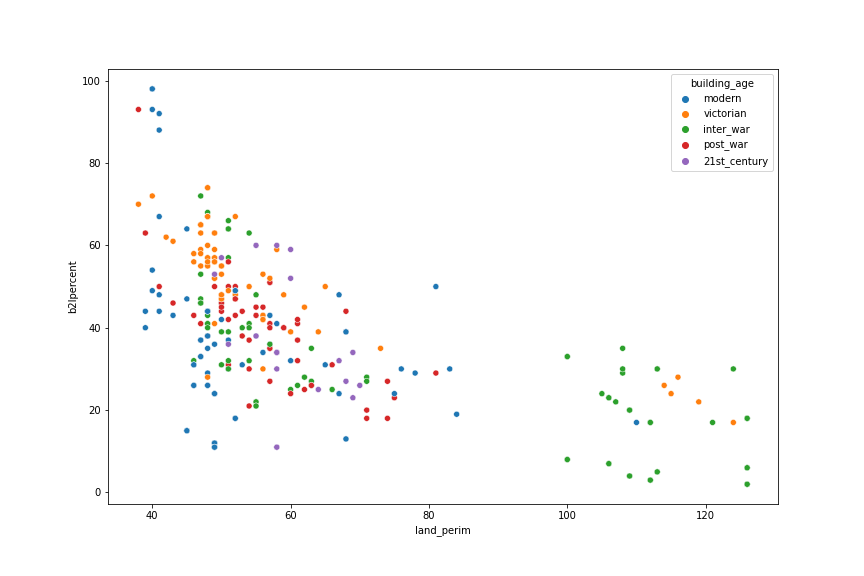 building_age
modern
victorian
inter_war
post_war
21st_century
100
80
60
40
20
0
b2lpercent
40
60
80
100
120
land_perim